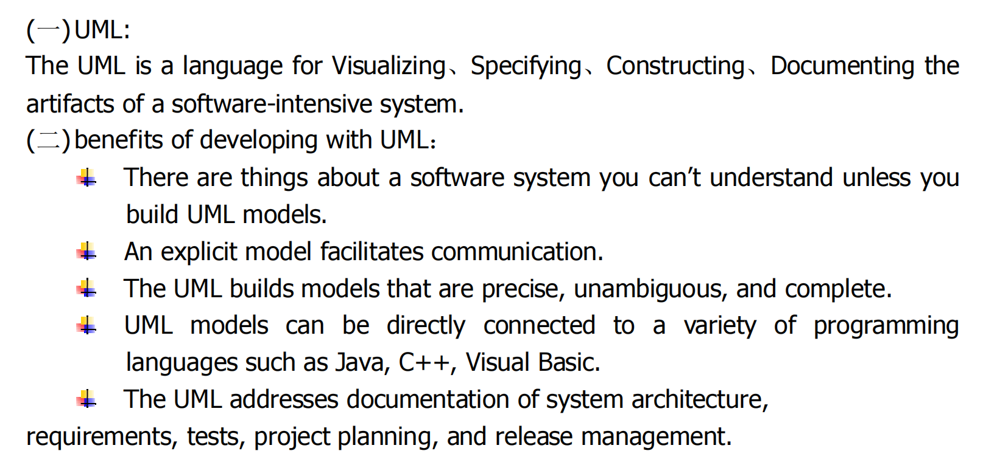 (一)UML:
The UML is a language for Visualizing、Specifying、Constructing、Documenting the
artifacts of a software-intensive system.
(二)benefits of developing with UML：
There are things about a software system you can’t understand unless you
build UML models.
An explicit model facilitates communication.
The UML builds models that are precise, unambiguous, and complete.
UML models can be directly connected to a variety of programming
languages such as Java, C++, Visual Basic.
The UML addresses documentation of system architecture,
requirements, tests, project planning, and release management.